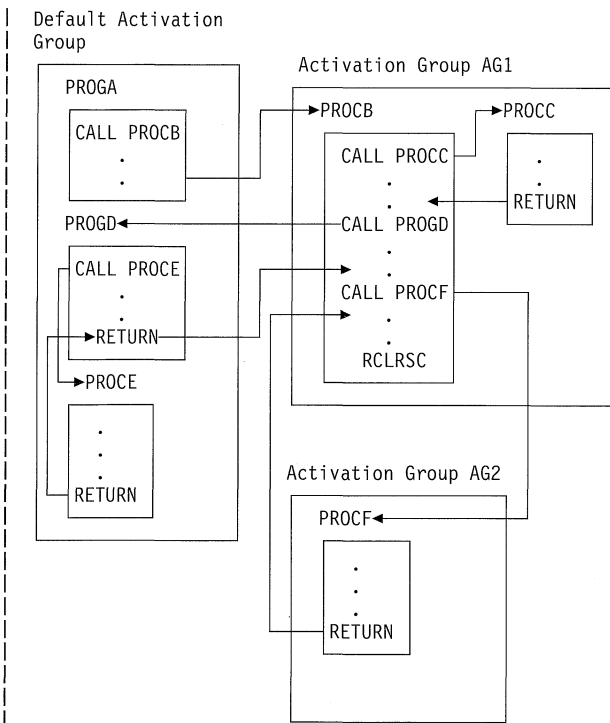 Default Activation
Group
PROGA
CALL PROCB
.
.
PROGD
CALL PROCE
.
.
RETURN
PROCE
.
.
.
RETURN
Activation Group AG1
PROCB
CALL PROCC
.
.
CALL PROGD
.
.
CALL PROCF
.
.
RCLRSC
PROCC
.
.
RETURN
Activation Group AG2
PROCF
.
.
.
RETURN